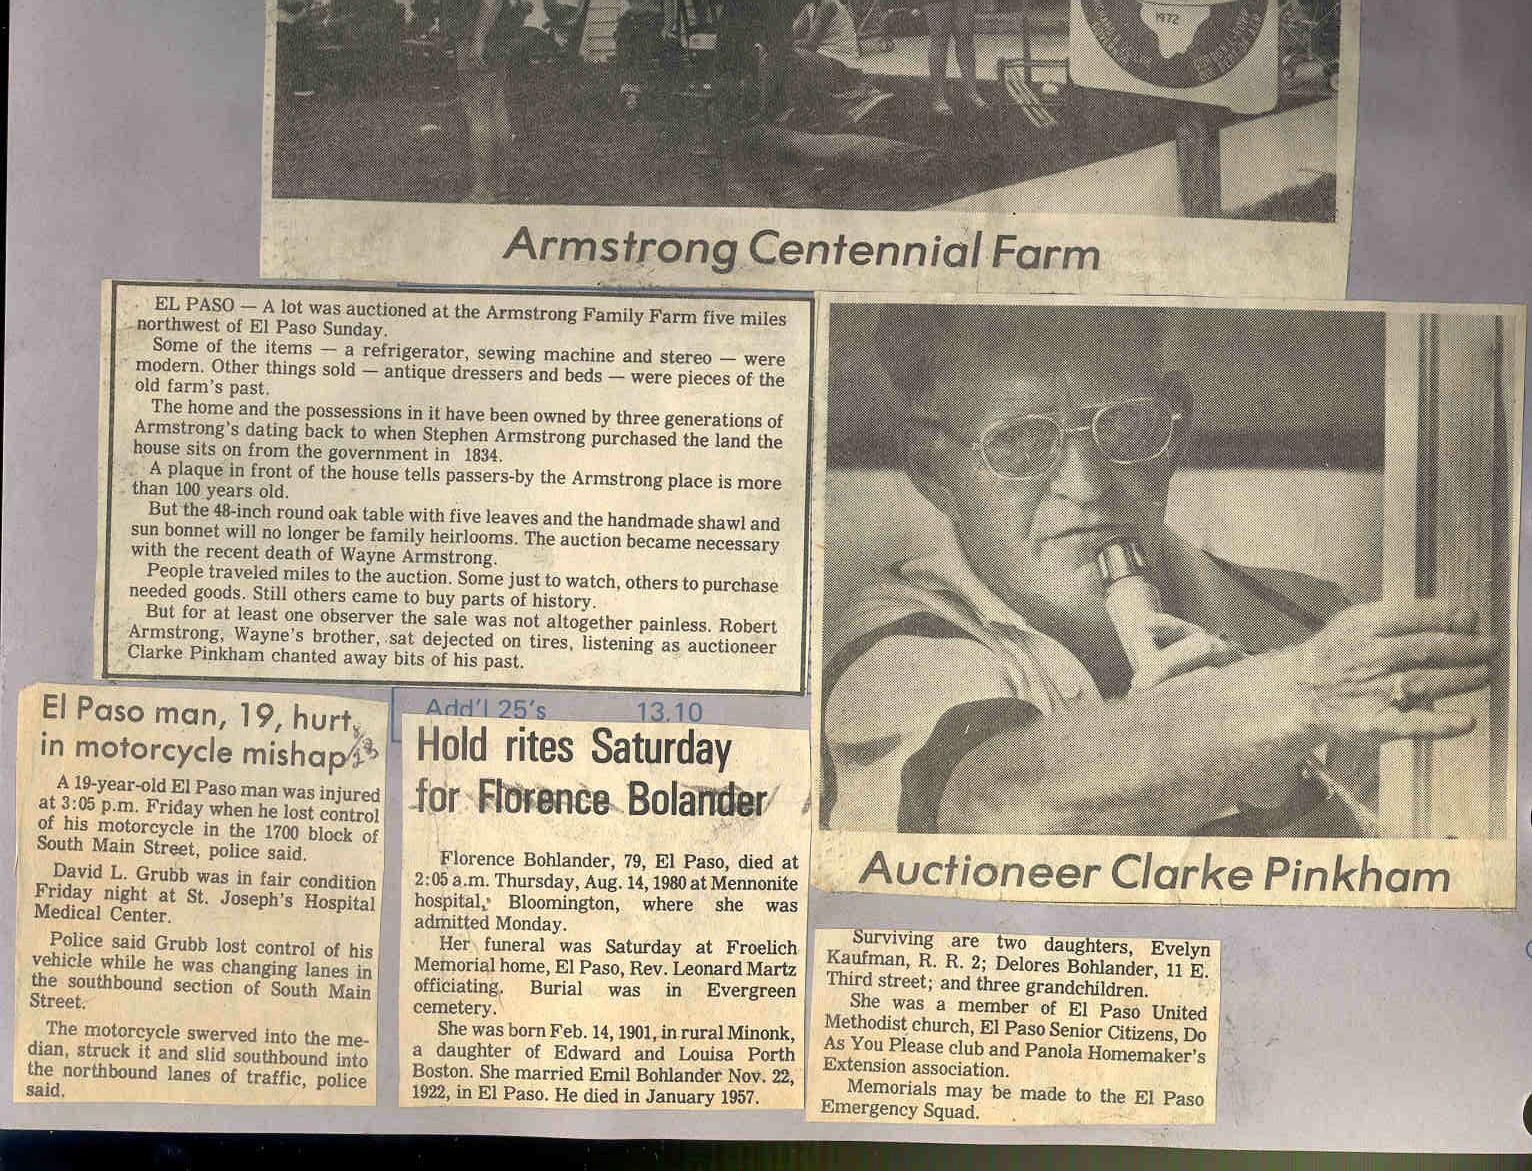 1972
Armstrong Centennial Farm
EL PASO — A lot was auctioned at the Armstrong Family Farm five miles
northwest of El Paso Sunday.
Some of the items — a refrigerator, sewing machine and stereo — were
modern. Other things sold — antique dressers and beds — were pieces of the
old farm's past.
The home and the possessions in it have been owned by three generations of
Armstrong's dating back to when Stephen Armstrong purchased the land the
house sits on from the government in 1834.
A plaque in front of the house tells passers-by the Armstrong place is more
than 100 years old.
But the 48-inch round oak table with five leaves and the handmade shawl and
sun bonnet will no longer be family heirlooms. The auction became necessary
with the recent death of Wayne Armstrong.
People traveled miles to the auction. Some just to watch, others to purchase
needed goods. Still others came to buy parts of history.
But for at least one observer the sale was not altogether painless. Robert
Armstrong, Wayne's brother, sat dejected on tires, listening as auctioneer
Clarke Pinkham chanted away bits of his past.
Auctioneer Clarke Pinkham
El Paso man, 19, hurt
in motorcycle mishap
A 19-year-old El Paso man was injured
at 3:05 p.m. Friday when he lost control
of his motorcycle in the 1700 block of
South Main Street, police said.
David L. Grubb was in fair condition
Friday night at St. Joseph's Hospital
Medical Center.
Police said Grubb lost control of his
vehicle while he was changing lanes in
the southbound section of South Main
Street.
The motorcycle swerved into the me-
dian, struck it and slid southbound into
the northbound lanes of traffic, police
said.
Add'l 25's 13.10
Hold rites Saturday
for Florence Bolander
Florence Bohlander, 79, El Paso, died at
2:05 a.m. Thursday, Aug. 14, 1980 at Mennonite
hospital, Bloomington, where she was
admitted Monday.
Her funeral was Saturday at Froelich
Memorial home, El Paso, Rev. Leonard Martz
officiating. Burial was in Evergreen
cemetery.
She was born Feb. 14, 1901, in rural Minonk,
a daughter of Edward and Louisa Porth
Boston. She married Emil Bohlander Nov. 22,
1922, in El Paso. He died in January 1957.
Surviving are two daughters, Evelyn
Kaufman, R. R. 2; Delores Bohlander, 11 E.
Third street; and three grandchildren.
She was a member of El Paso United
Methodist church, El Paso Senior Citizens, Do
As You Please club and Panola Homemaker's
Extension association.
Memorials may be made to the El Paso
Emergency Squad.